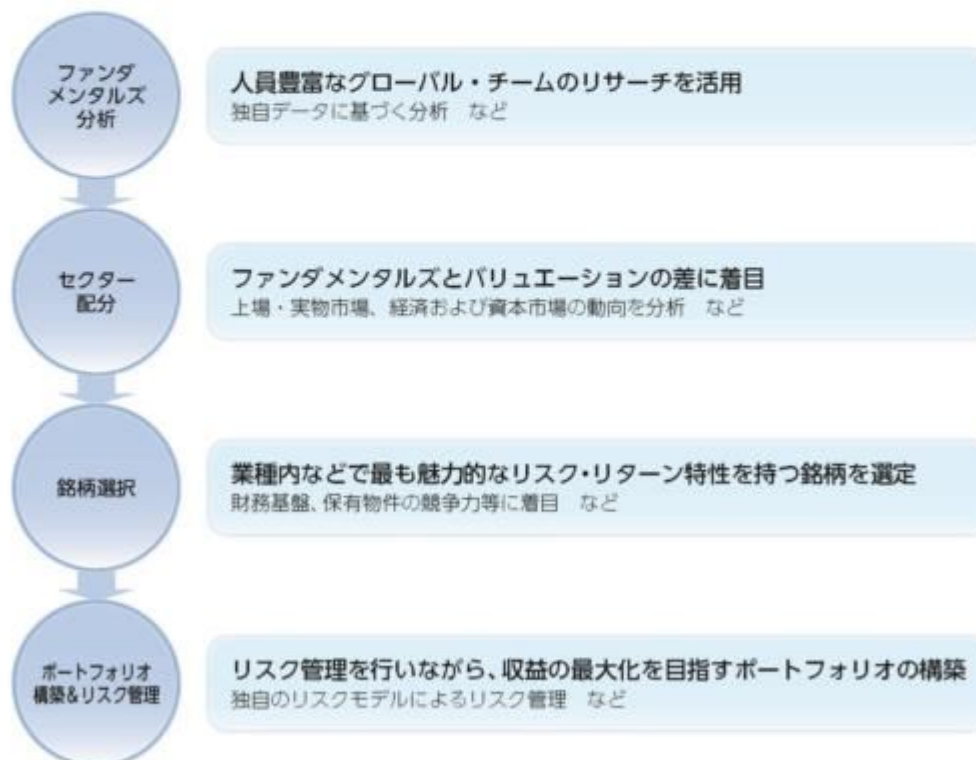 ファンダ
メンタルズ
分析
人員豊富なグローバル・チームのリサーチを活用
独自データに基づく分析　など
セクター
配分
ファンダメンタルズとバリュエーションの差に着目
上場・実物市場、経済および資本市場の動向を分析　など
銘柄選択
業種内などで最も魅力的なリスク・リターン特性を持つ銘柄を選定
財務基盤、保有物件の競争力等に着目　など
ポートフォリオ
構築&リスク管理
リスク管理を行いながら、収益の最大化を目指すポートフォリオの構築
独自のリスクモデルによるリスク管理　など